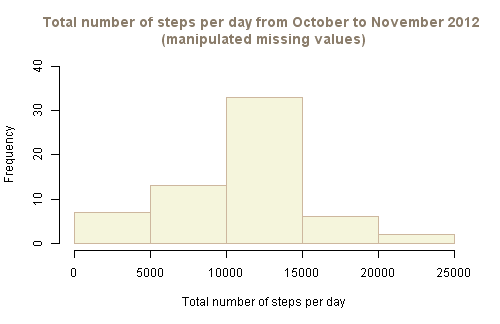 Total number of steps per day from October to November 2012
(manipulated missing values)
40
30
20
10
0
Frequency
0 5000 10000 15000 20000 25000
Total number of steps per day